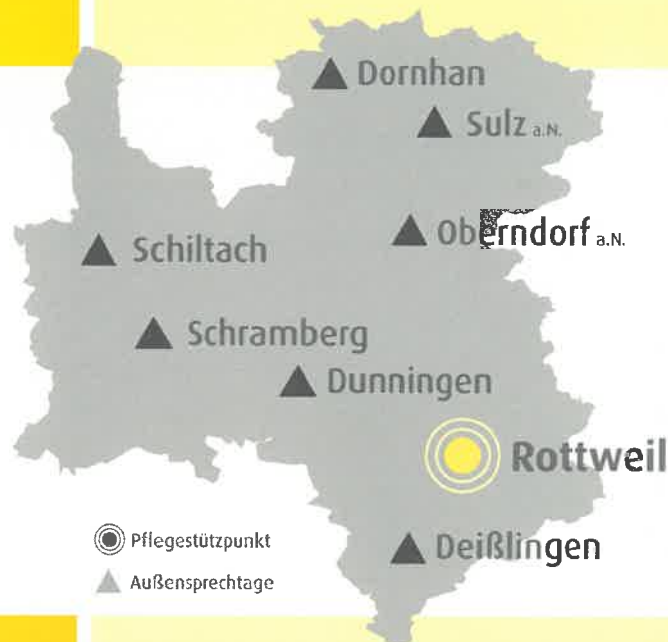 Dornhan
Sulz a.N.
Oberndorf a.N.
Schiltach
Schramberg
Dunningen
Rottweil
Deißlingen
Pflegestützpunkt
Außensprechtage